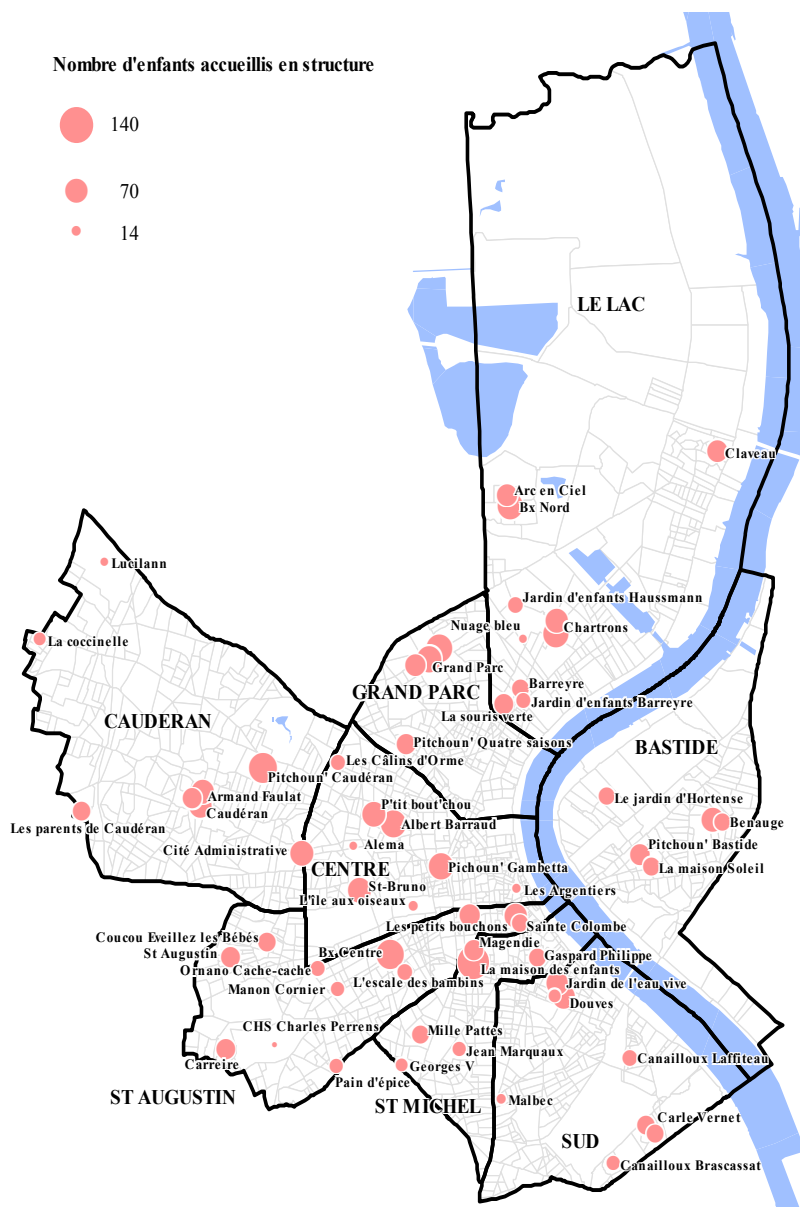 Nombre d'enfants accueillis en structure
140
70
14
LE LAC
Claveau
Arc en Ciel
Bx Nord
Lucilann
Jardin d'enfants Haussmann
Nuage bleu
Chartrons
La coccinelle
Grand Parc
Barreyre
GRAND PARC
Jardin d'enfants Barreyre
La souris verte
CAUDERAN
Pitchoun' Quatre saisons
BASTIDE
Les Câlins d'Orme
Pitchoun' Caudéran
Armand Faulat
Le jardin d'Hortense
P'tit bout'chou
Caudéran
Albert Barraud
Benauge
Les parents de Caudéran
Alema
Pitchoun' Bastide
Cité Administrative
CENTRE
Pichoun' Gambetta
La maison Soleil
St-Bruno
Les Argentiers
L'île aux oiseaux
Les petits bouchons
Sainte Colombe
Coucou Eveillez les Bébés
Magendie
St Augustin
Bx Centre
Gaspard Philippe
Ornano Cache-cache
La maison des enfants
L'escale des bambins
Jardin de l'eau vive
Manon Cornier
Douves
CHS Charles Perrens
Mille Pattes
Jean Marquaux
Canailloux Laffiteau
Carreire
Georges V
Pain d'épice
ST AUGUSTIN
ST MICHEL
Malbec
Carle Vernet
SUD
Canailloux Brascassat